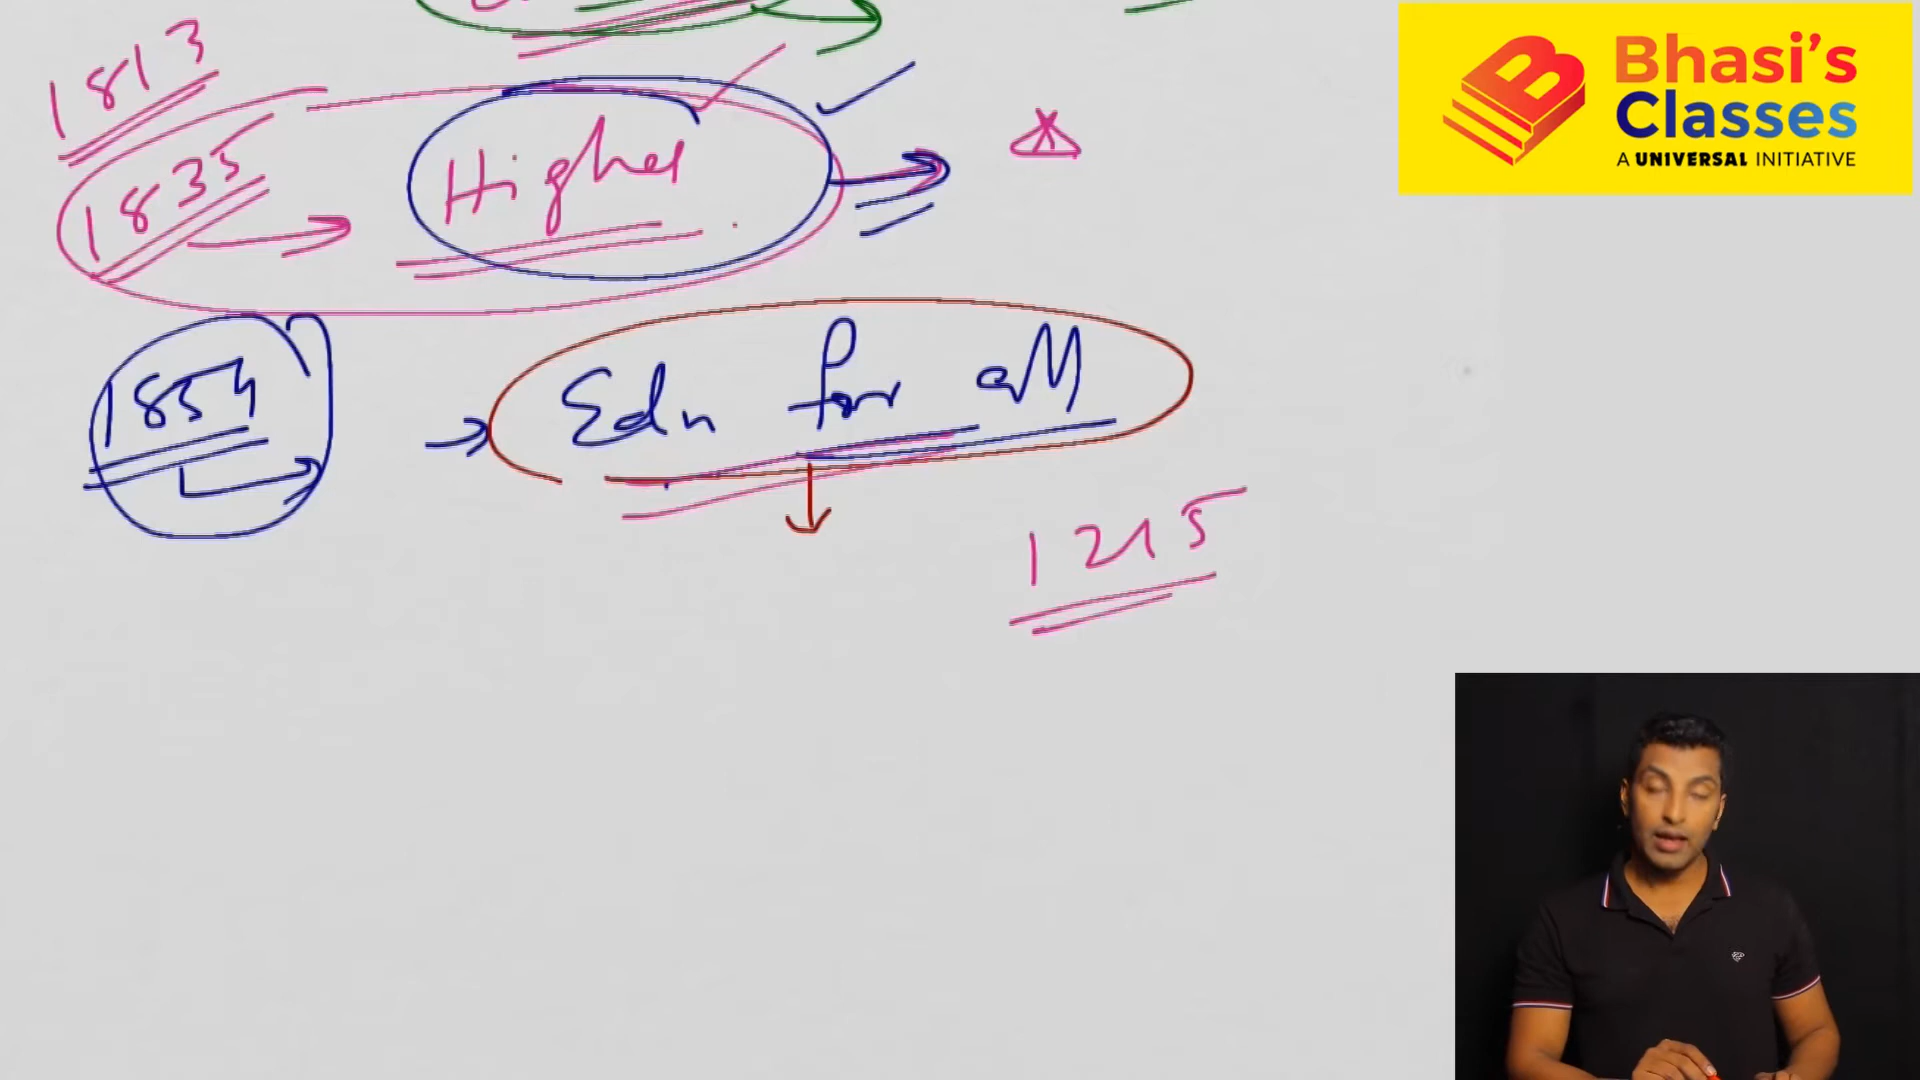 1813
1835 Higher
1854 → Edn for all
1215
Bhasi's
Classes
A UNIVERSAL INITIATIVE